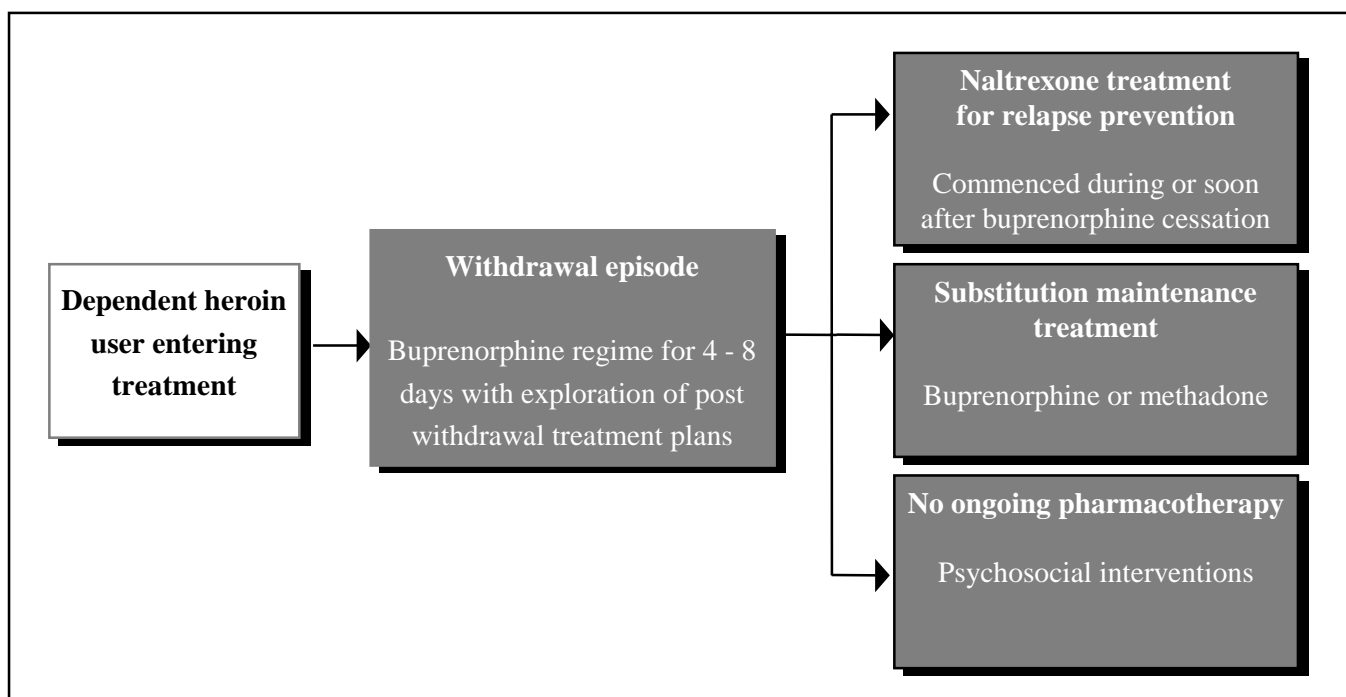 Dependent heroin
user entering
treatment
Withdrawal episode
Buprenorphine regime for 4 - 8
days with exploration of post
withdrawal treatment plans
Naltrexone treatment
for relapse prevention
Commenced during or soon
after buprenorphine cessation
Substitution maintenance
treatment
Buprenorphine or methadone
No ongoing pharmacotherapy
Psychosocial interventions